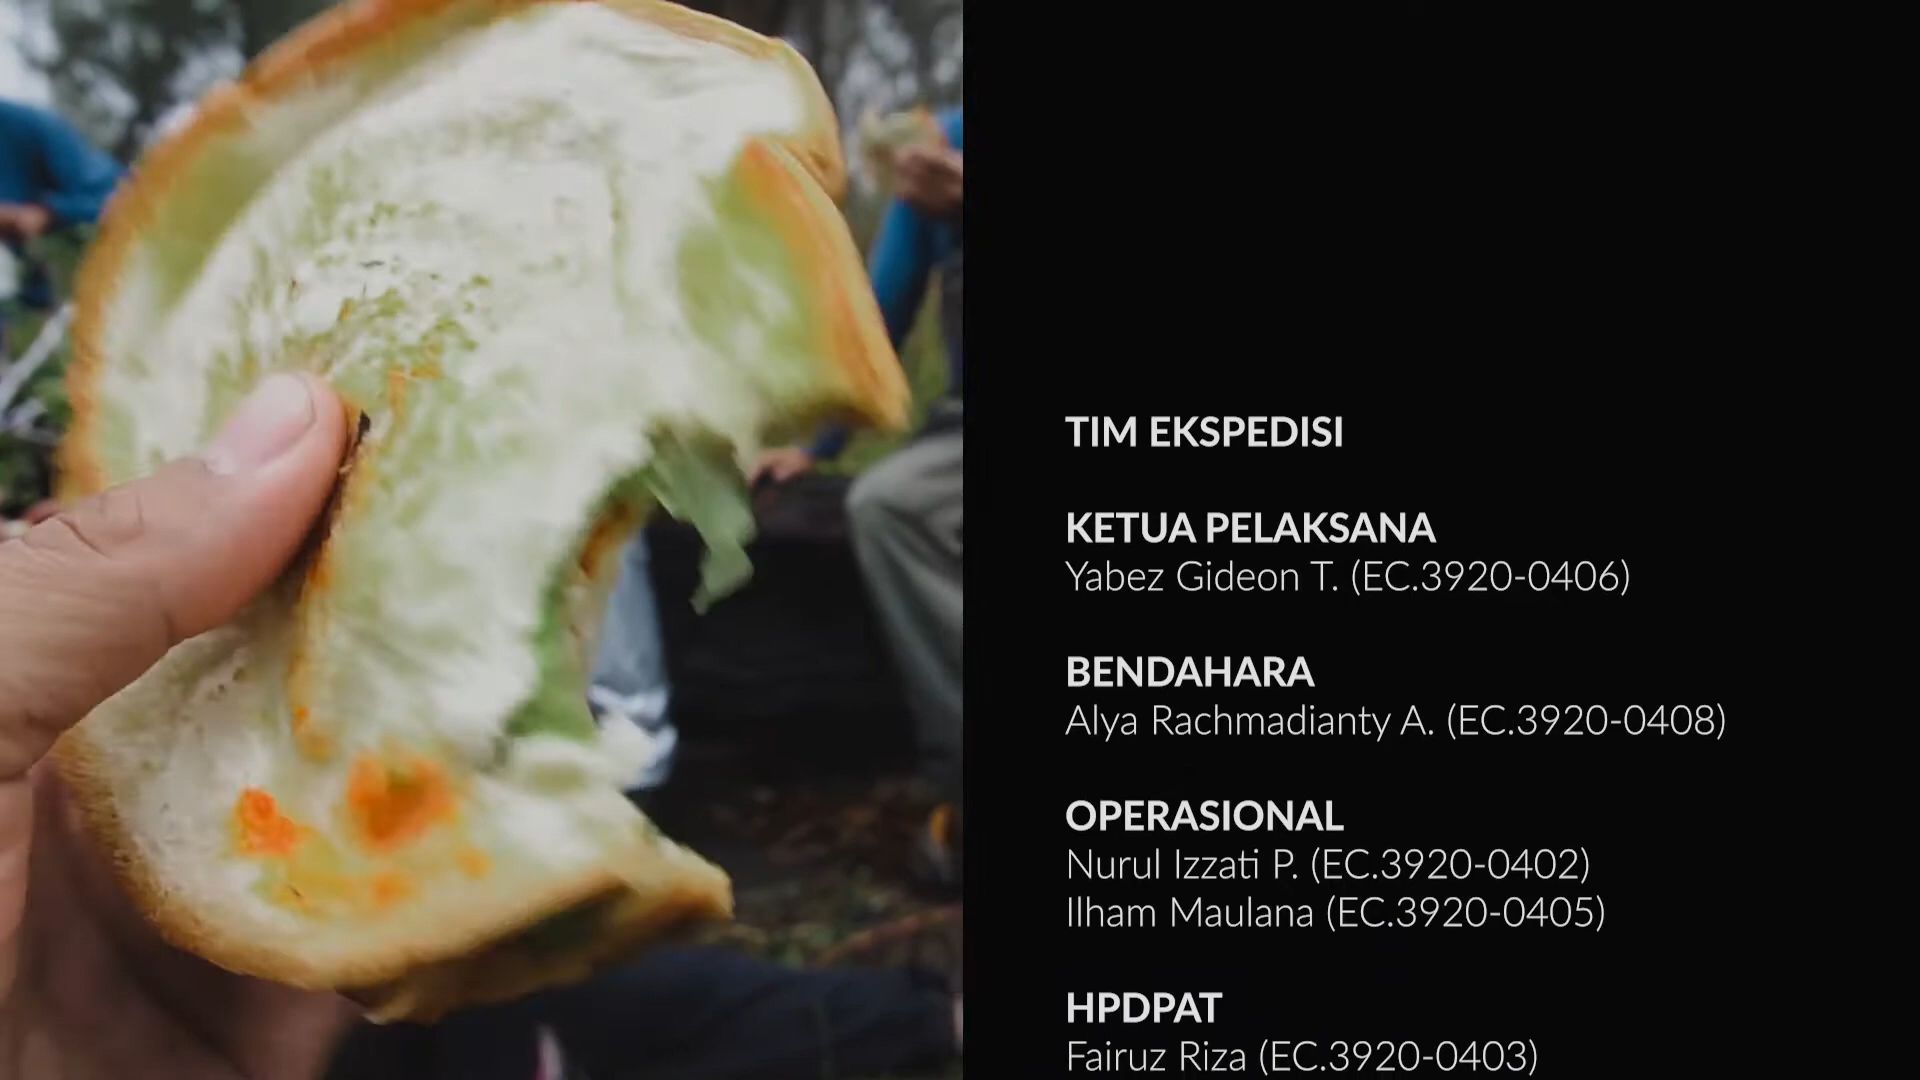 TIM EKSPEDISI
KETUA PELAKSANA
Yabez Gideon T. (EC.3920-0406)
BENDAHARA
Alya Rachmadianty A. (EC.3920-0408)
OPERASIONAL
Nurul Izzati P. (EC.3920-0402)
Ilham Maulana (EC.3920-0405)
HPDPAT
Fairuz Riza (EC.3920-0403)